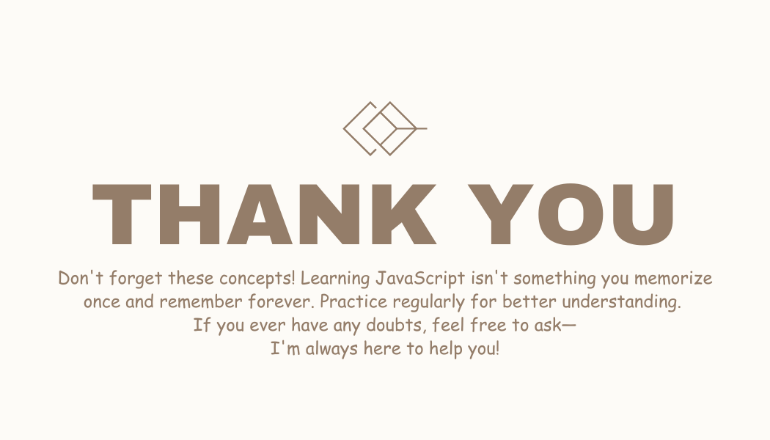 THANK YOU
Don't forget these concepts! Learning JavaScript isn't something you memorize
once and remember forever. Practice regularly for better understanding.
If you ever have any doubts, feel free to ask—
I'm always here to help you!